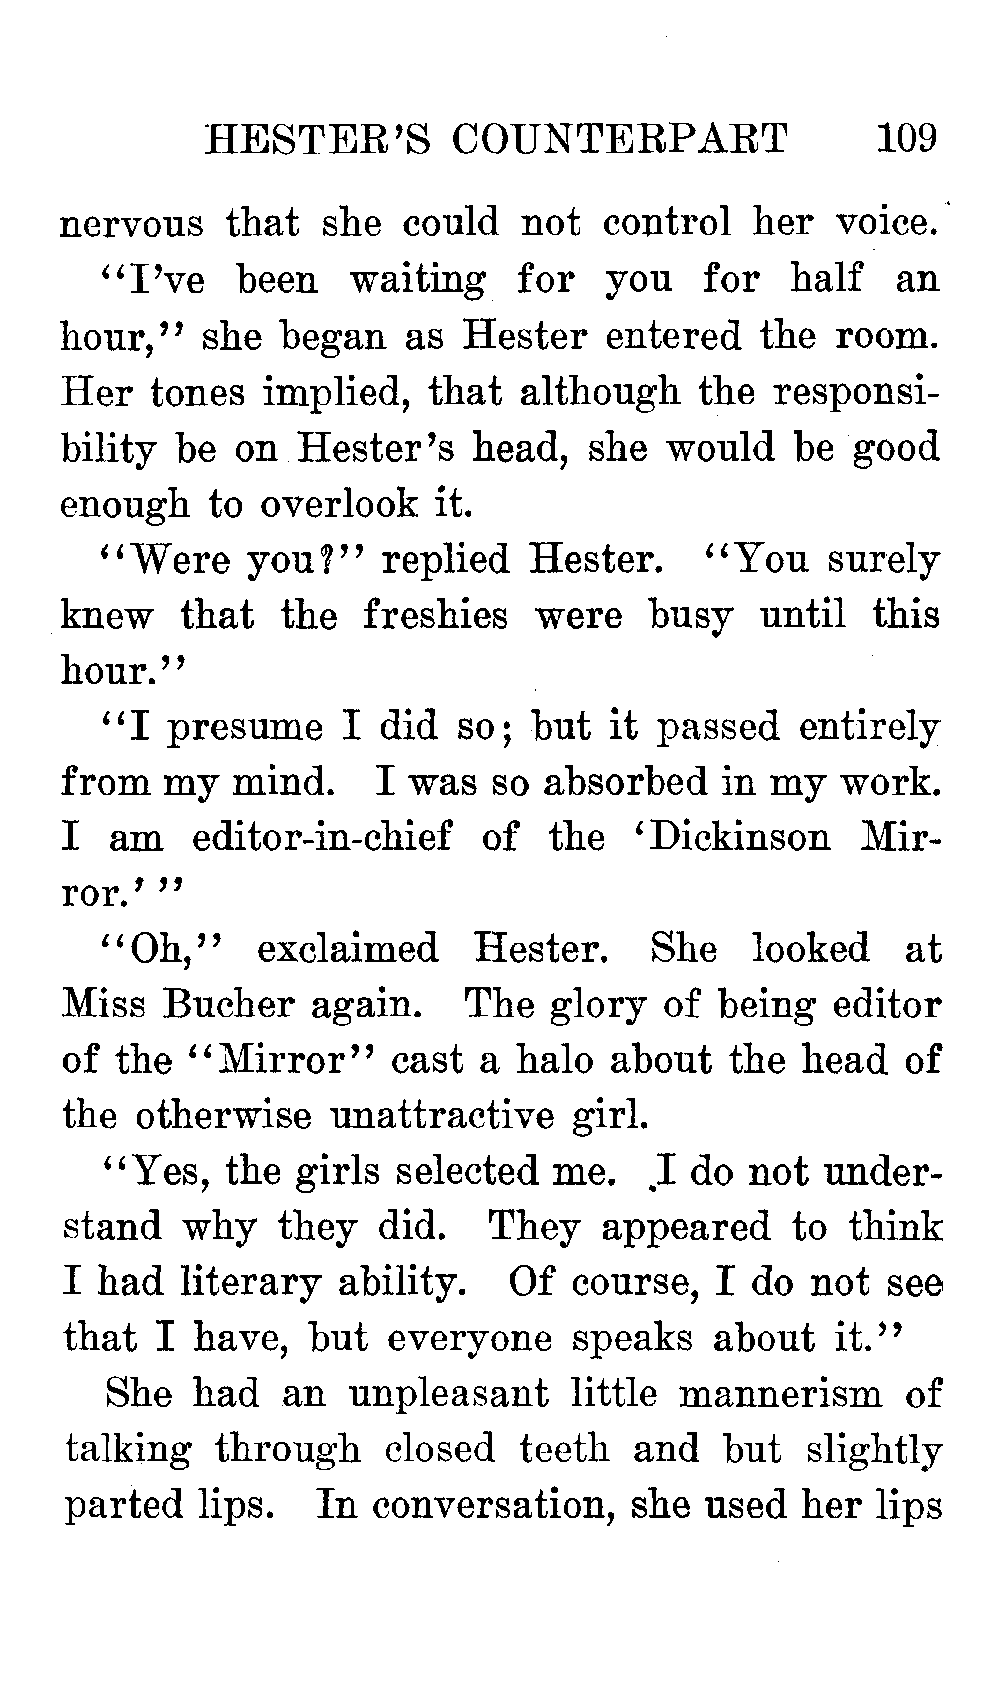 HESTER'S COUNTERPART 109
nervous that she could not control her voice.
"I've been waiting for you for half an
hour," she began as Hester entered the room.
Her tones implied, that although the responsi-
bility be on Hester's head, she would be good
enough to overlook it.
"Were you?" replied Hester. "You surely
knew that the freshies were busy until this
hour."
"I presume I did so; but it passed entirely
from my mind. I was so absorbed in my work.
I am editor-in-chief of the 'Dickinson Mir-
ror.' "
"Oh," exclaimed Hester. She looked at
Miss Bucher again. The glory of being editor
of the "Mirror" cast a halo about the head of
the otherwise unattractive girl.
"Yes, the girls selected me. I do not under-
stand why they did. They appeared to think
I had literary ability. Of course, I do not see
that I have, but everyone speaks about it."
She had an unpleasant little mannerism of
talking through closed teeth and but slightly
parted lips. In conversation, she used her lips